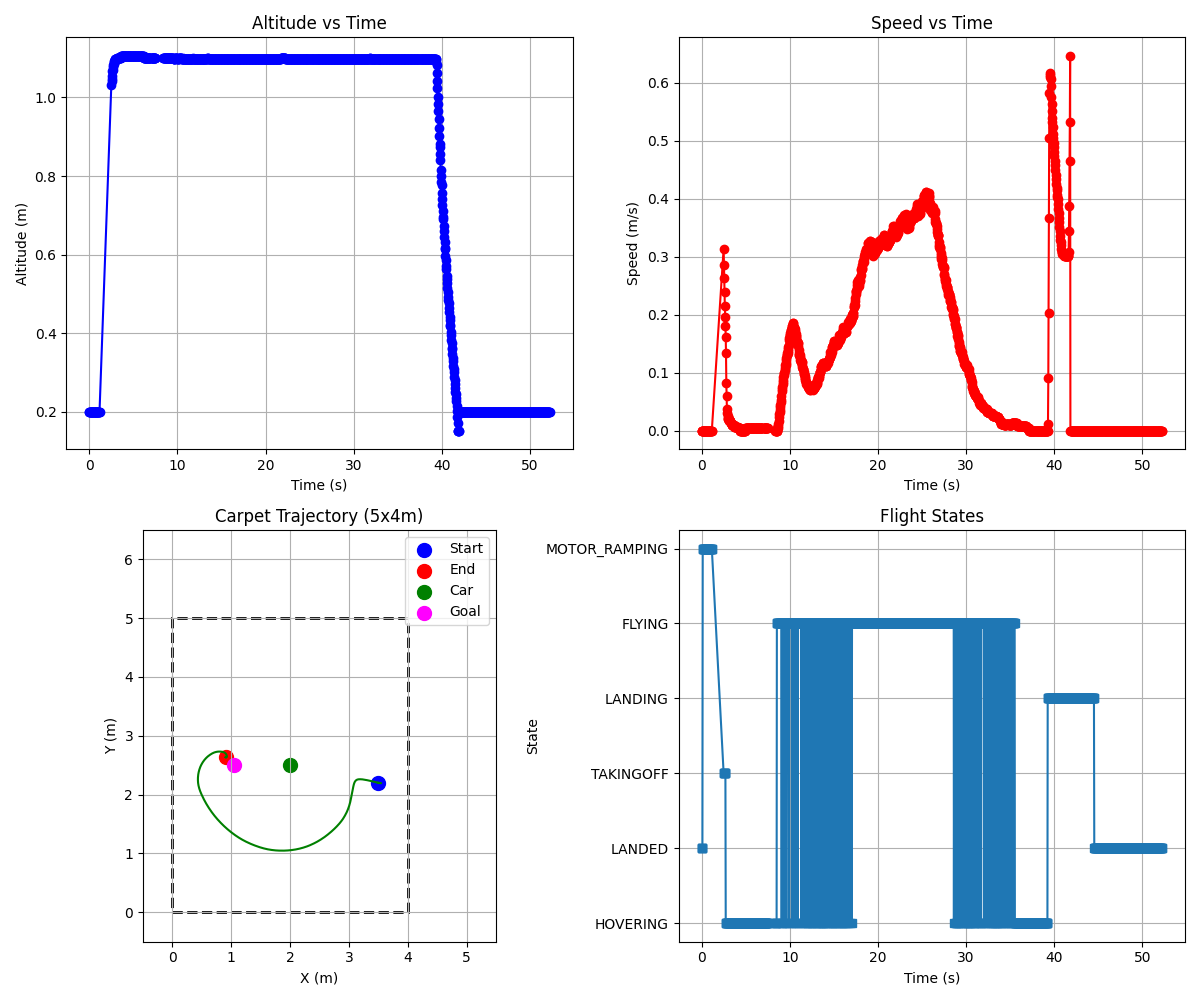 Altitude vs Time
Altitude (m)
1.0
0.8
0.6
0.4
0.2
0 10 20 30 40 50
Time (s)
Speed vs Time
Speed (m/s)
0.6
0.5
0.4
0.3
0.2
0.1
0.0
0 10 20 30 40 50
Time (s)
Carpet Trajectory (5x4m)
Y (m)
6
5
4
3
2
1
0
0 1 2 3 4 5
X (m)
Start
End
Car
Goal
Flight States
State
MOTOR_RAMPING
FLYING
LANDING
TAKINGOFF
LANDED
HOVERING
0 10 20 30 40 50
Time (s)